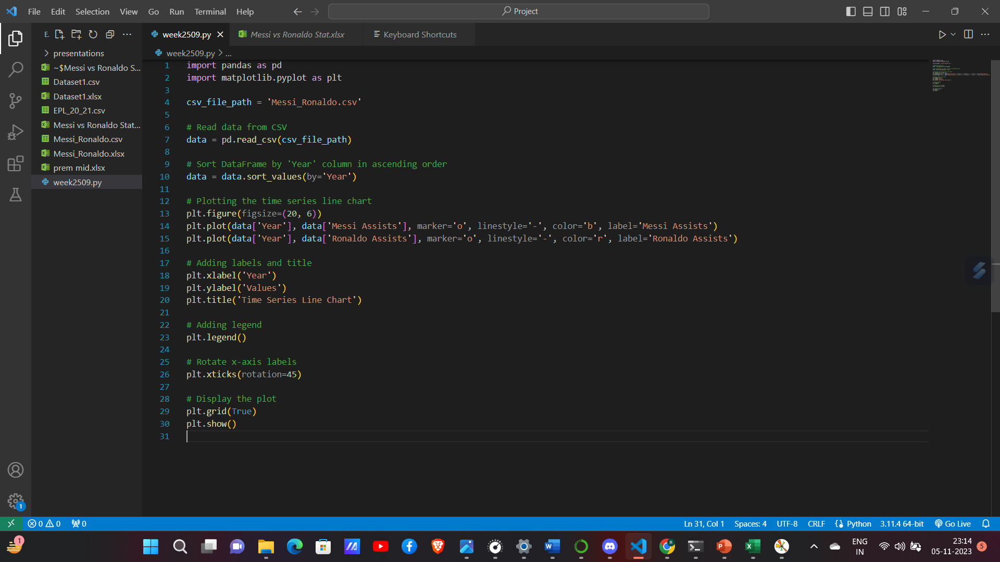 File Edit Selection View Go Run Terminal Help
Project
E.
week2509.py
Messi vs Ronaldo Stat.xlsx
Keyboard Shortcuts
week2509.py > ...
presentations
~$Messi vs Ronaldo S...
Dataset1.csv
Dataset1.xlsx
EPL_20_21.csv
Messi vs Ronaldo Stat...
Messi_Ronaldo.csv
Messi_Ronaldo.xlsx
prem mid.xlsx
week2509.py
1 import pandas as pd
2 import matplotlib.pyplot as plt
3
4 csv_file_path = 'Messi_Ronaldo.csv'
5
6 # Read data from CSV
7 data = pd.read_csv(csv_file_path)
8
9 # Sort DataFrame by 'Year' column in ascending order
10 data = data.sort_values(by='Year')
11
12 # Plotting the time series line chart
13 plt.figure(figsize=(20, 6))
14 plt.plot(data['Year'], data['Messi Assists'], marker='o', linestyle='-', color='b', label='Messi Assists')
15 plt.plot(data['Year'], data['Ronaldo Assists'], marker='o', linestyle='-', color='r', label='Ronaldo Assists')
16
17 # Adding labels and title
18 plt.xlabel('Year')
19 plt.ylabel('Values')
20 plt.title('Time Series Line Chart')
21
22 # Adding legend
23 plt.legend()
24
25 # Rotate x-axis labels
26 plt.xticks(rotation=45)
27
28 # Display the plot
29 plt.grid(True)
30 plt.show()
31
1
0 0 0
Ln 31, Col 1 Spaces: 4 UTF-8 CRLF Python 3.11.4 64-bit Go Live
1
ENG
IN
23:14
05-11-2023
5